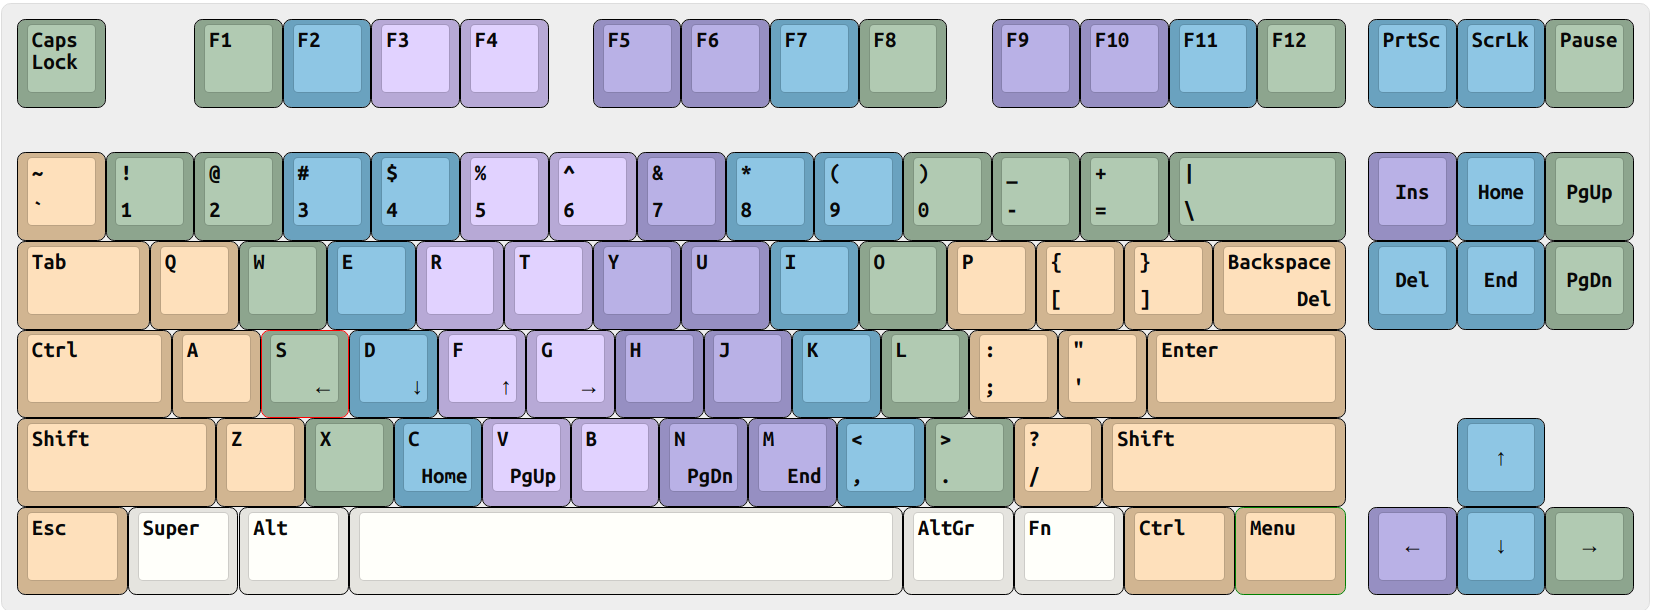 Caps Lock F1 F2 F3 F4 F5 F6 F7 F8 F9 F10 F11 F12 PrtSc ScrLk Pause
~ ! @ # $ % ^ & * ( ) _ + |
` 1 2 3 4 5 6 7 8 9 0 - = \
Ins Home PgUp
Tab Q W E R T Y U I O P { } Backspace
[ ] Del
Del End PgDn
Ctrl A S D F G H J K L : " Enter
← ↓ ↑ → ; '
Shift Z X C V B N M < > ? Shift
Home PgUp PgDn End , . /
↑
Esc Super Alt AltGr Fn Ctrl Menu
← ↓ →